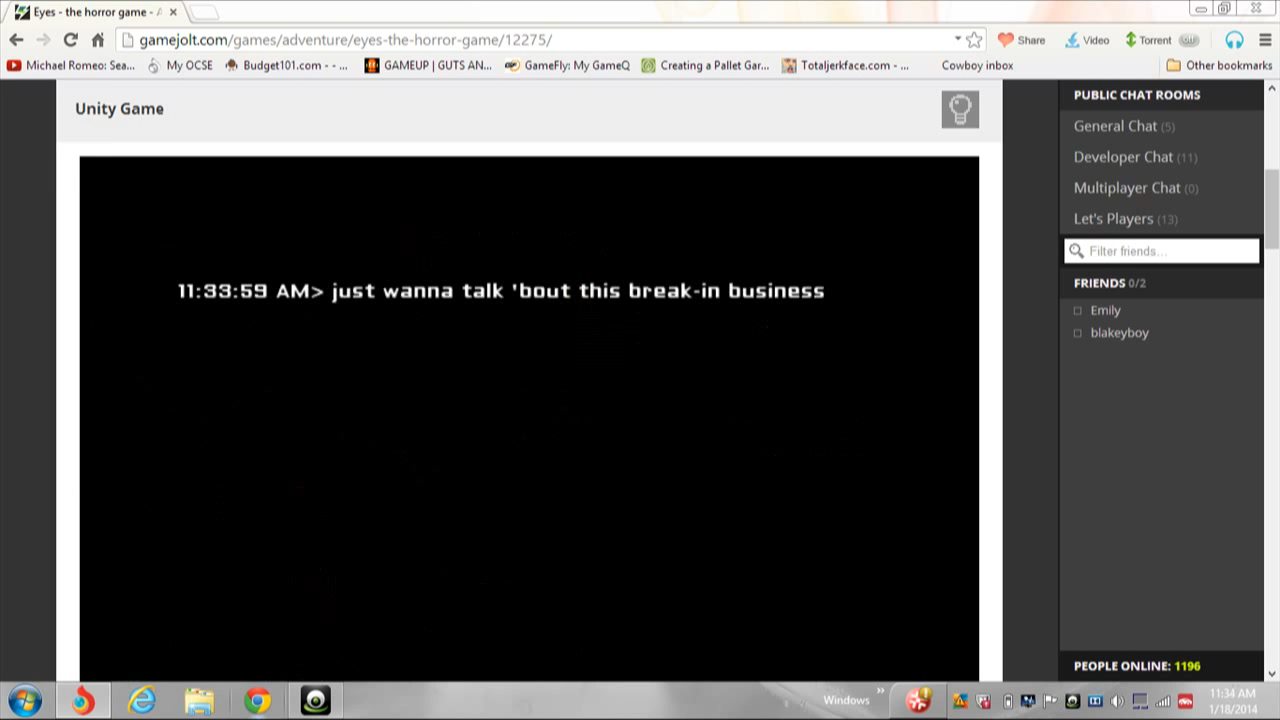 Eyes - the horror game - A
gamejolt.com/games/adventure/eyes-the-horror-game/12275/
Share
Video
Torrent
Michael Romeo: Sea...
My OCSE
Budget101.com - - ...
GAMEUP | GUTS AN...
GameFly: My GameQ
Creating a Pallet Gar...
Totaljerkface.com - ...
Cowboy inbox
Other bookmarks
Unity Game
11:33:59 AM> just wanna talk 'bout this break-in business
PUBLIC CHAT ROOMS
General Chat (5)
Developer Chat (11)
Multiplayer Chat (0)
Let's Players (13)
Filter friends...
FRIENDS 0/2
Emily
blakeyboy
PEOPLE ONLINE: 1196
Windows
11:34 AM
1/18/2014